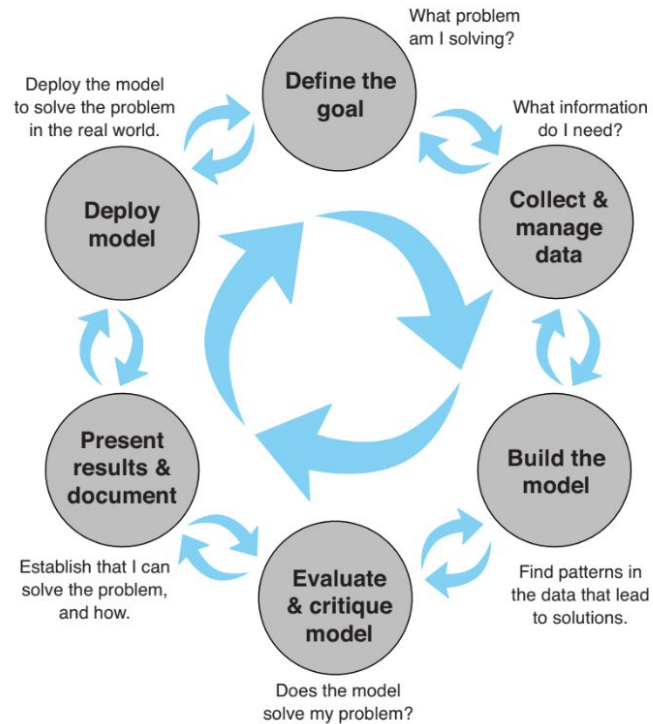 What problem
am I solving?
Define the
goal
What information
do I need?
Collect &
manage
data
Build the
model
Find patterns in
the data that lead
to solutions.
Evaluate
& critique
model
Does the model
solve my problem?
Present
results &
document
Establish that I can
solve the problem,
and how.
Deploy
model
Deploy the model
to solve the problem
in the real world.